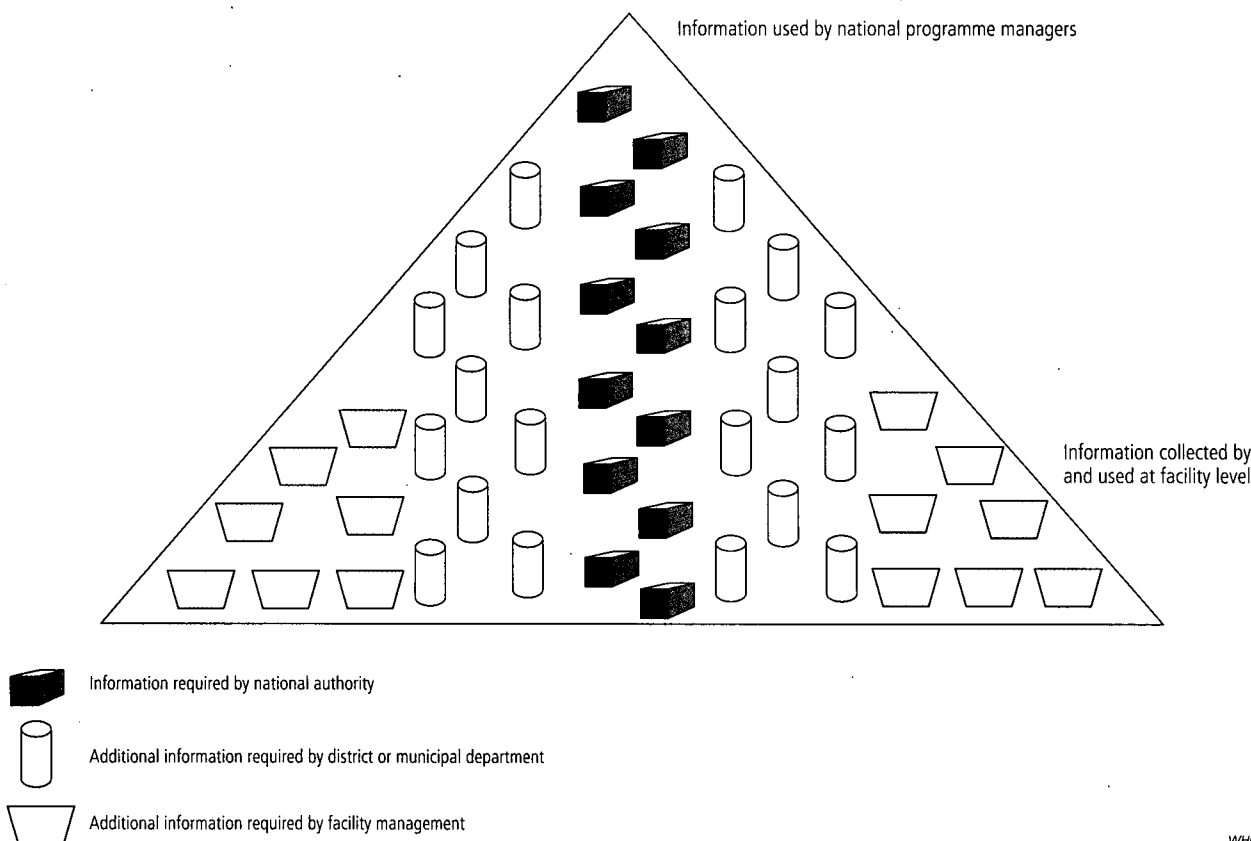 Information used by national programme managers
Information collected by
and used at facility level
Information required by national authority
Additional information required by district or municipal department
Additional information required by facility management